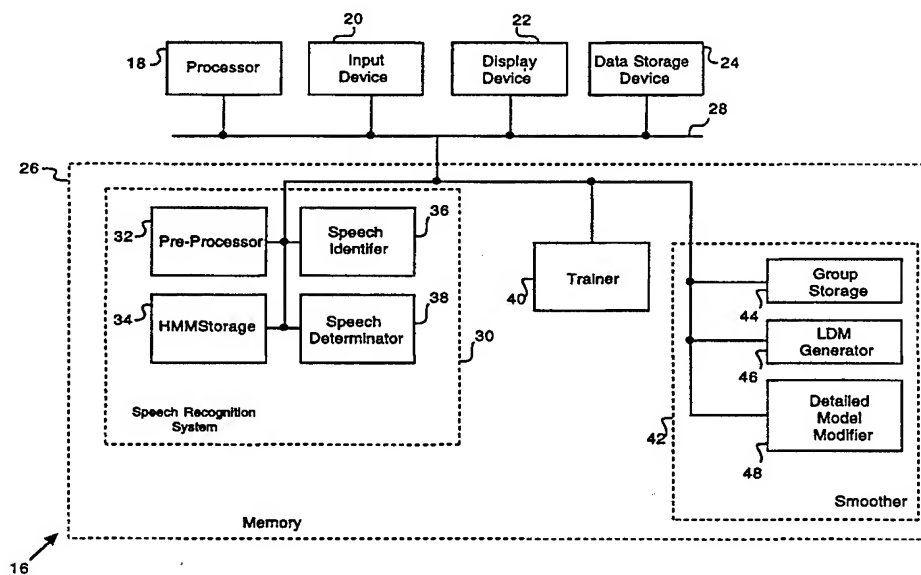 18
Processor
20
Input
Device
22
Display
Device
Data Storage
Device
24
28
26
32
Pre-Processor
36
Speech
Identifer
34
HMMStorage
38
Speech
Determinator
30
Speech Recognition
System
40
Trainer
44
Group
Storage
46
LDM
Generator
42
48
Detailed
Model
Modifier
Smoother
Memory
16